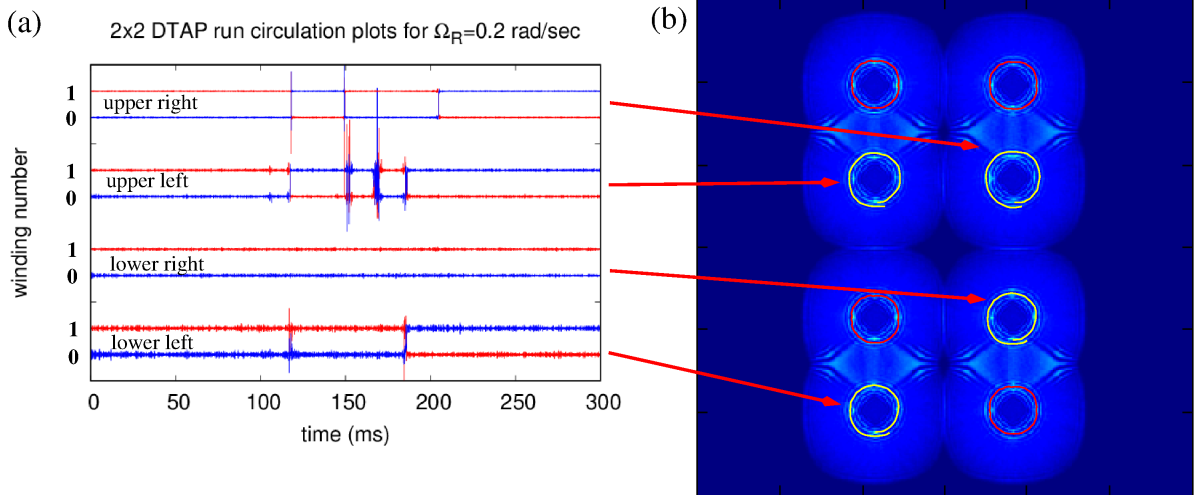 (a)
(b)
2x2 DTAP run circulation plots for Ω_R=0.2 rad/sec
winding number
1
upper right
0
1
upper left
0
1
lower right
0
1
lower left
0
0 50 100 150 200 250 300
time (ms)